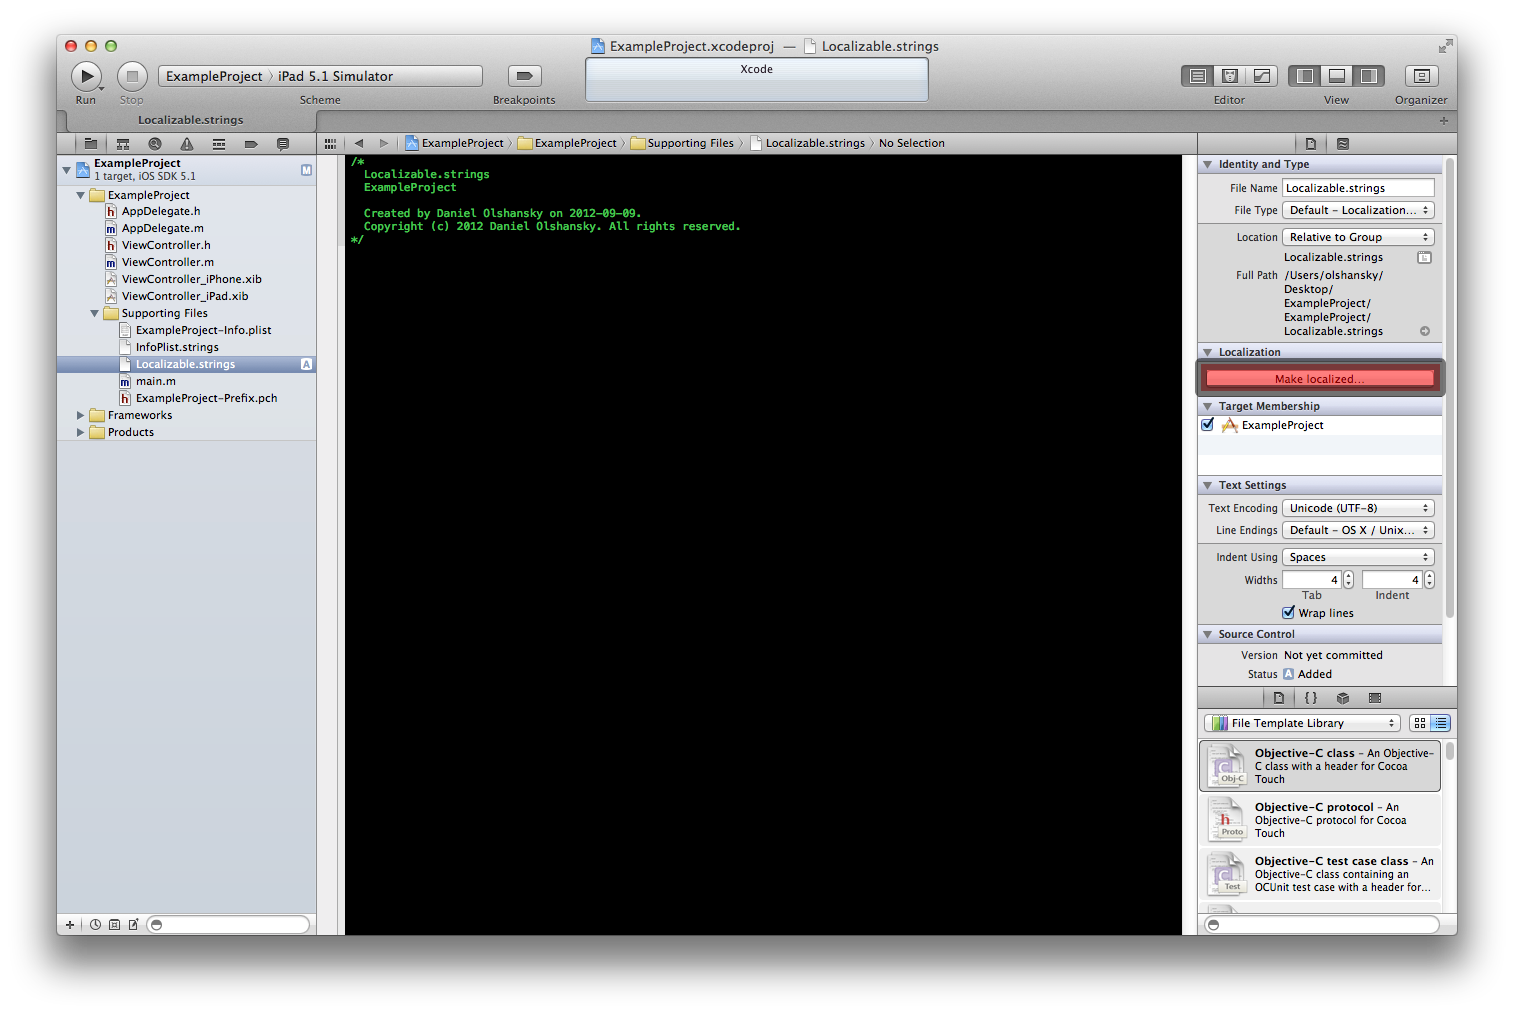 ExampleProject.xcodeproj — Localizable.strings
ExampleProject 〉 iPad 5.1 Simulator
Xcode
Run
Stop
Scheme
Breakpoints
Editor
View
Organizer
Localizable.strings
ExampleProject 〉 ExampleProject 〉 Supporting Files 〉 Localizable.strings 〉 No Selection
ExampleProject
1 target, iOS SDK 5.1
M
ExampleProject
h AppDelegate.h
m AppDelegate.m
h ViewController.h
m ViewController.m
ViewController_iPhone.xib
ViewController_iPad.xib
Supporting Files
ExampleProject-Info.plist
InfoPlist.strings
Localizable.strings A
m main.m
h ExampleProject-Prefix.pch
Frameworks
Products
/*
Localizable.strings
ExampleProject
Created by Daniel Olshansky on 2012-09-09.
Copyright (c) 2012 Daniel Olshansky. All rights reserved.
*/
Identity and Type
File Name Localizable.strings
File Type Default - Localization...
Location Relative to Group
Localizable.strings
Full Path /Users/olshansky/
Desktop/
ExampleProject/
ExampleProject/
Localizable.strings
Localization
Make localized...
Target Membership
ExampleProject
Text Settings
Text Encoding Unicode (UTF-8)
Line Endings Default - OS X / Unix...
Indent Using Spaces
Widths 4 4
Tab Indent
Wrap lines
Source Control
Version Not yet committed
Status A Added
{ }
File Template Library
Objective-C class - An Objective-
C class with a header for Cocoa
Touch
C
Obj-C
Objective-C protocol - An
Objective-C protocol for Cocoa
Touch
h
Proto
Objective-C test case class - An
Objective-C class containing an
OCUnit test case with a header for...
C
Test